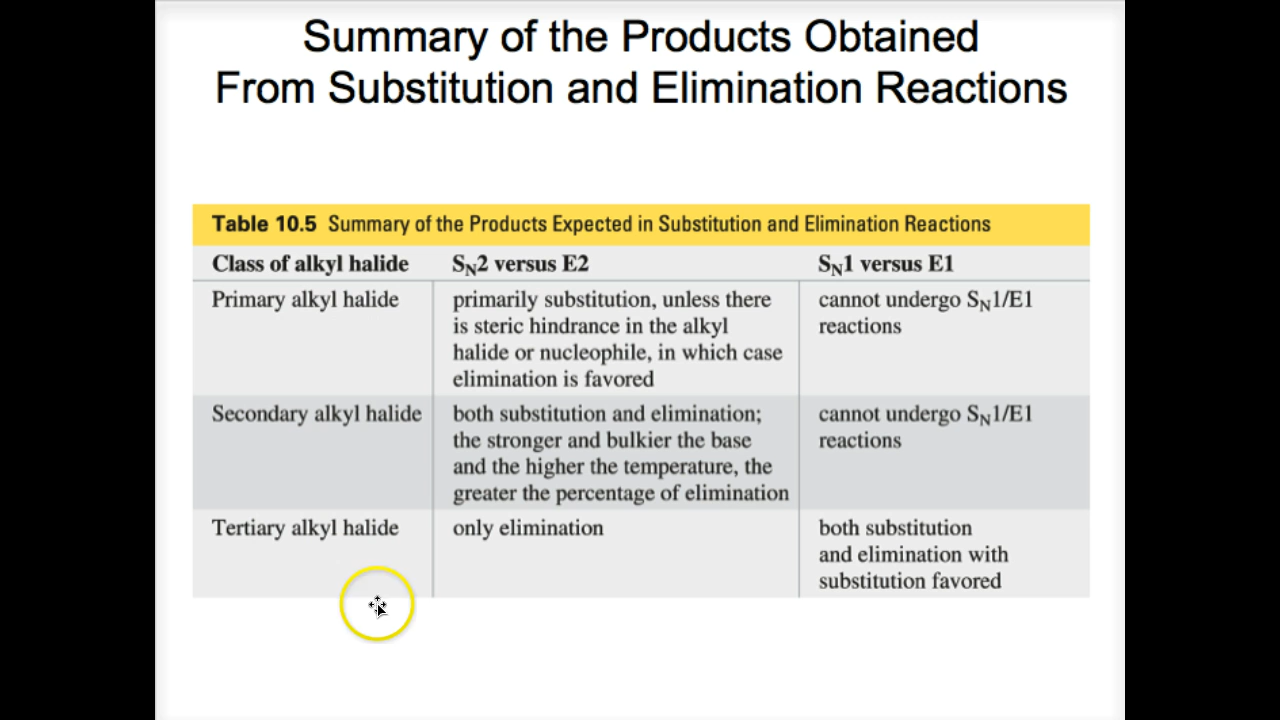 Summary of the Products Obtained
From Substitution and Elimination Reactions
Table 10.5 Summary of the Products Expected in Substitution and Elimination Reactions
Class of alkyl halide
S_N2 versus E2
S_N1 versus E1
Primary alkyl halide
primarily substitution, unless there
is steric hindrance in the alkyl
halide or nucleophile, in which case
elimination is favored
cannot undergo S_N1/E1
reactions
Secondary alkyl halide
both substitution and elimination;
the stronger and bulkier the base
and the higher the temperature, the
greater the percentage of elimination
cannot undergo S_N1/E1
reactions
Tertiary alkyl halide
only elimination
both substitution
and elimination with
substitution favored